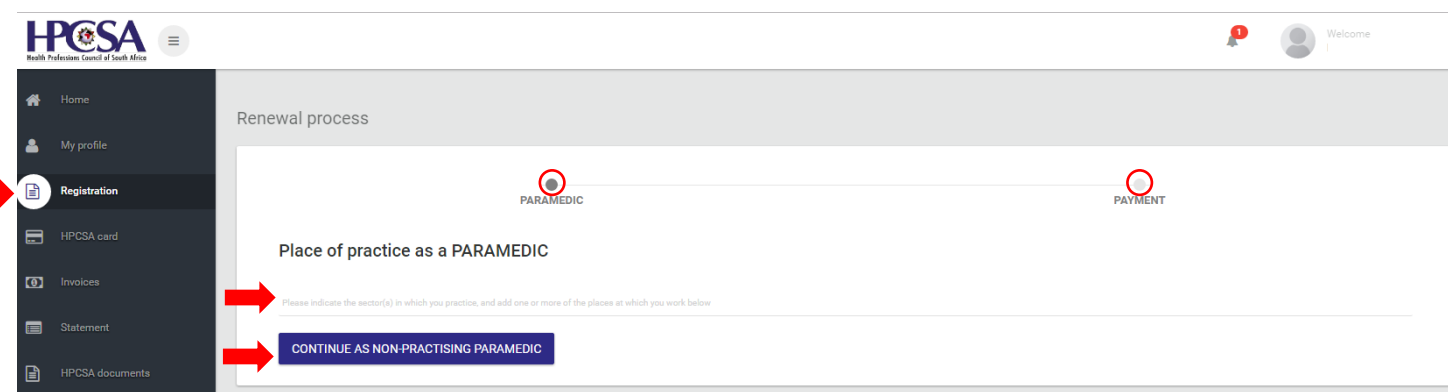 HPCSA
Health Professions Council of South Africa
1
Welcome
Home
My profile
Registration
HPCSA card
Invoices
Statement
HPCSA documents
Renewal process
PARAMEDIC
PAYMENT
Place of practice as a PARAMEDIC
Please indicate the sector(s) in which you practice, and add one or more of the places at which you work below
CONTINUE AS NON-PRACTISING PARAMEDIC